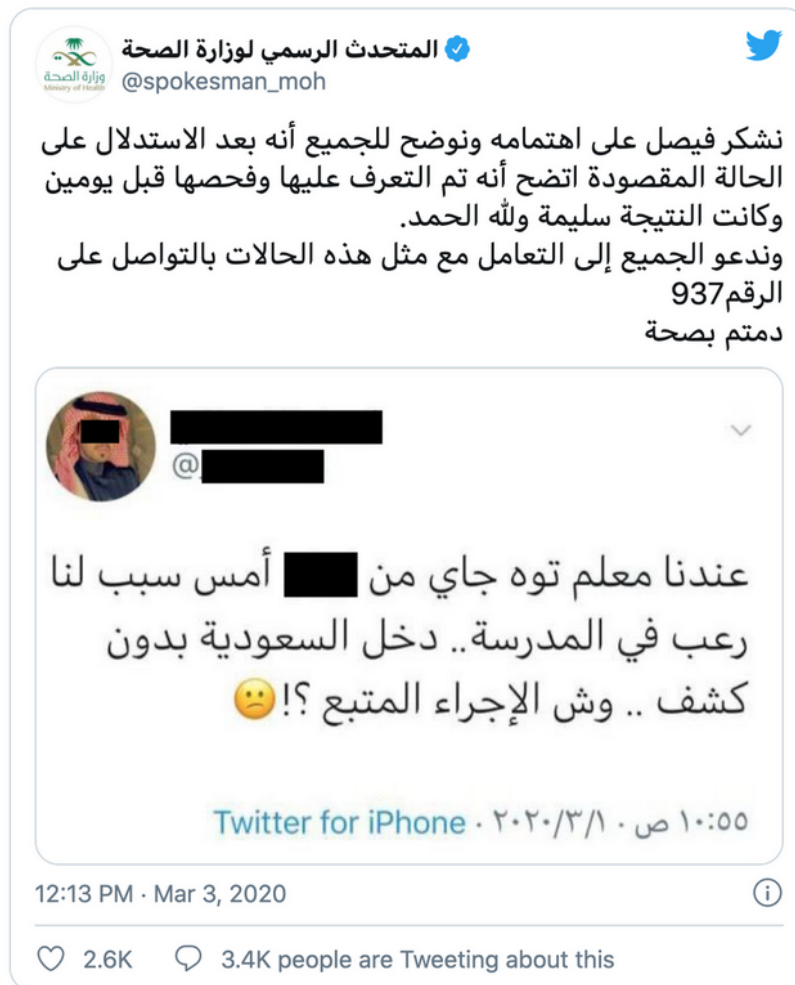 المتحدث الرسمي لوزارة الصحة
@spokesman_moh
وزارة الصحة
Ministry of Health
نشكر فيصل على اهتمامه ونوضح للجميع أنه بعد الاستدلال على
الحالة المقصودة اتضح أنه تم التعرف عليها وفحصها قبل يومين
وكانت النتيجة سليمة ولله الحمد.
وندعو الجميع إلى التعامل مع مثل هذه الحالات بالتواصل على
الرقم937
دمتم بصحة
@
عندنا معلم توه جاي من أمس سبب لنا
رعب في المدرسة.. دخل السعودية بدون
كشف .. وش الإجراء المتبع ؟!😕
١٠:٥٥ ص · ٢٠٢٠/٣/١ · Twitter for iPhone
12:13 PM · Mar 3, 2020
2.6K 3.4K people are Tweeting about this